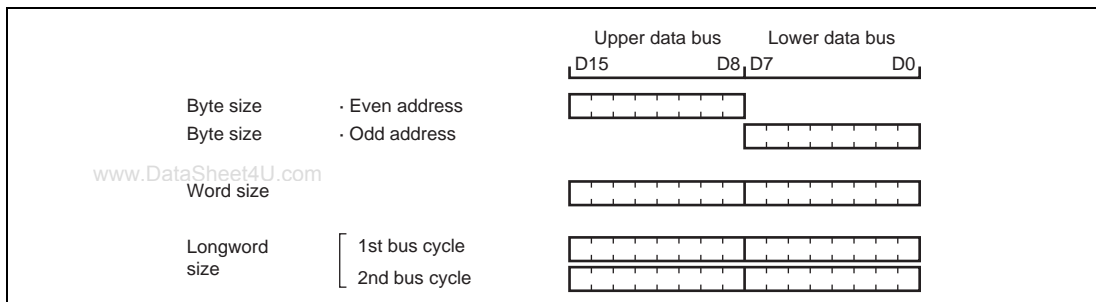 Upper data bus Lower data bus
D15 D8 D7 D0
Byte size · Even address
Byte size · Odd address
www.DataSheet4U.com
Word size
Longword size
1st bus cycle
2nd bus cycle